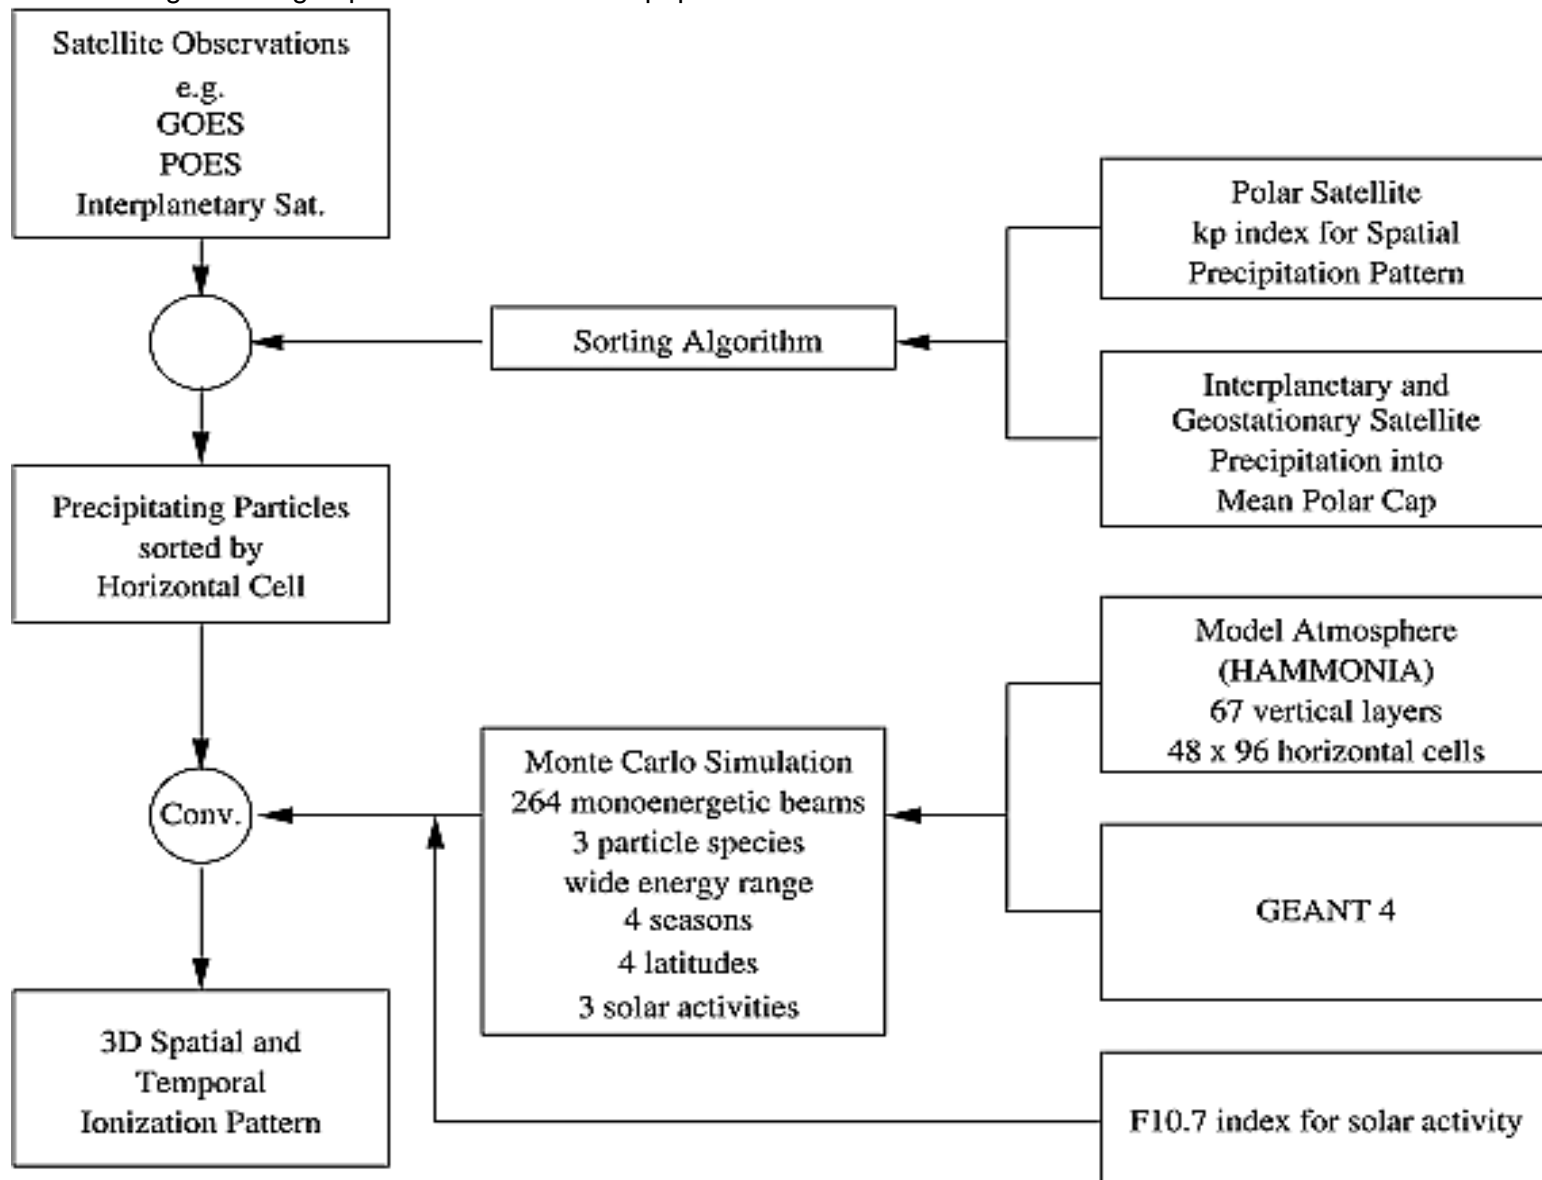 Satellite Observations
e.g.
GOES
POES
Interplanetary Sat.
Polar Satellite
kp index for Spatial
Precipitation Pattern
Sorting Algorithm
Interplanetary and
Geostationary Satellite
Precipitation into
Mean Polar Cap
Precipitating Particles
sorted by
Horizontal Cell
Model Atmosphere
(HAMMONIA)
67 vertical layers
48 x 96 horizontal cells
Conv.
Monte Carlo Simulation
264 monoenergetic beams
3 particle species
wide energy range
4 seasons
4 latitudes
3 solar activities
GEANT 4
3D Spatial and
Temporal
Ionization Pattern
F10.7 index for solar activity